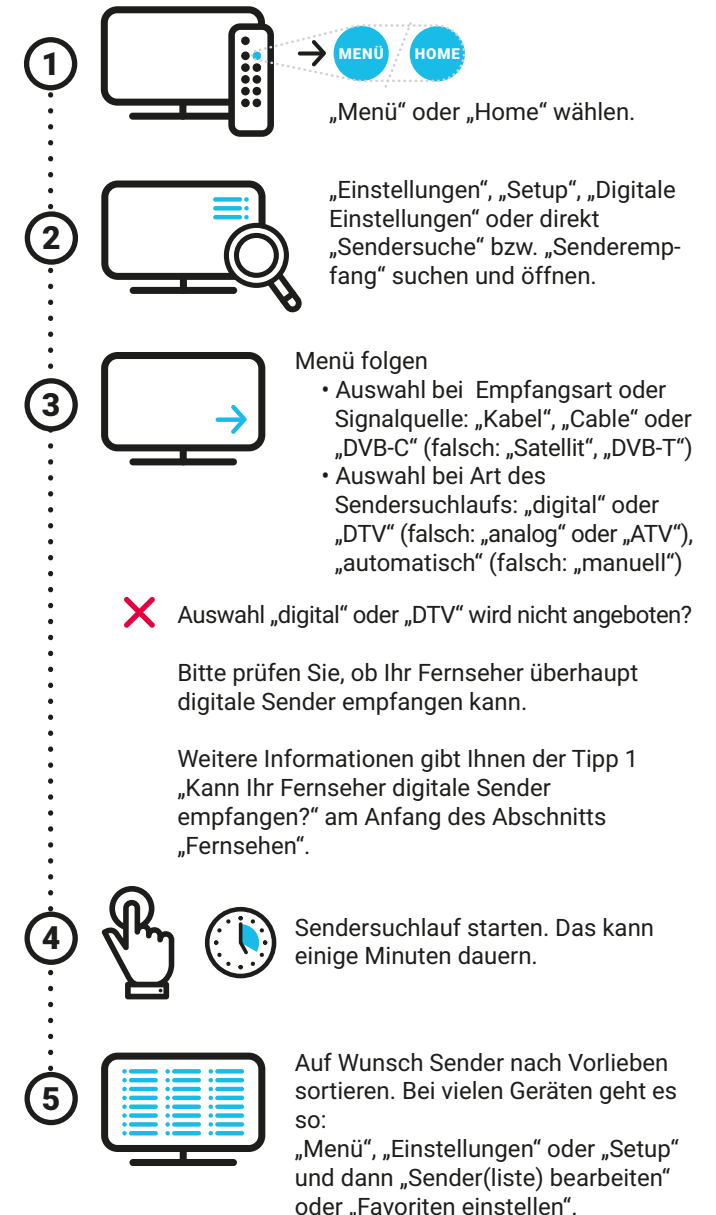 1
MENÜ HOME
„Menü“ oder „Home“ wählen.
2
„Einstellungen“, „Setup“, „Digitale
Einstellungen“ oder direkt
„Sendersuche“ bzw. „Senderemp-
fang“ suchen und öffnen.
3
Menü folgen
• Auswahl bei Empfangsart oder
Signalquelle: „Kabel“, „Cable“ oder
„DVB-C“ (falsch: „Satellit“, „DVB-T“)
• Auswahl bei Art des
Sendersuchlaufs: „digital“ oder
„DTV“ (falsch: „analog“ oder „ATV“),
„automatisch“ (falsch: „manuell“)
Auswahl „digital“ oder „DTV“ wird nicht angeboten?
Bitte prüfen Sie, ob Ihr Fernseher überhaupt
digitale Sender empfangen kann.
Weitere Informationen gibt Ihnen der Tipp 1
„Kann Ihr Fernseher digitale Sender
empfangen?“ am Anfang des Abschnitts
„Fernsehen“.
4
Sendersuchlauf starten. Das kann
einige Minuten dauern.
5
Auf Wunsch Sender nach Vorlieben
sortieren. Bei vielen Geräten geht es
so:
„Menü“, „Einstellungen“ oder „Setup“
und dann „Sender(liste) bearbeiten“
oder „Favoriten einstellen“.